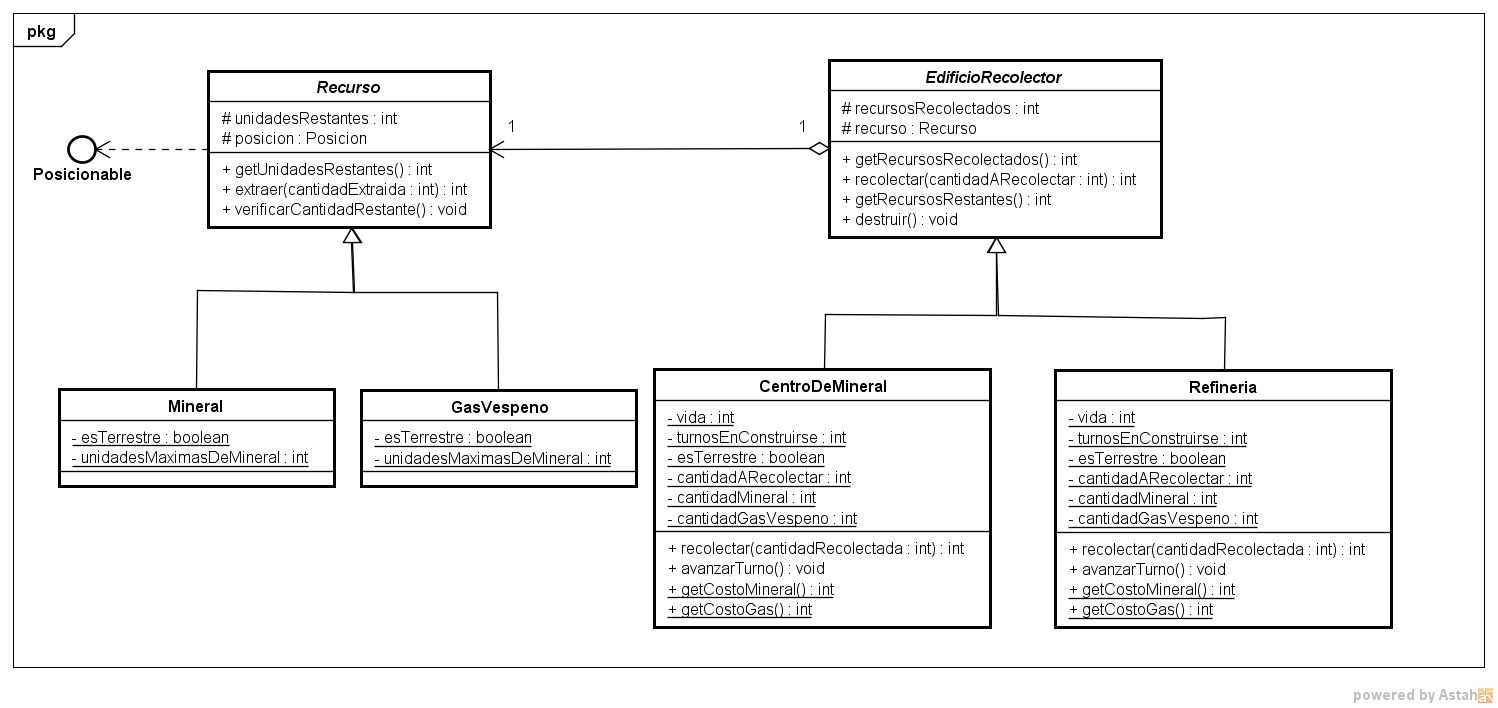 pkg
Recurso
# unidadesRestantes : int
# posicion : Posicion
+ getUnidadesRestantes() : int
+ extraer(cantidadExtraida : int) : int
+ verificarCantidadRestante() : void
Posicionable
1
1
EdificioRecolector
# recursosRecolectados : int
# recurso : Recurso
+ getRecursosRecolectados() : int
+ recolectar(cantidadARecolectar : int) : int
+ getRecursosRestantes() : int
+ destruir() : void
Mineral
- esTerrestre : boolean
- unidadesMaximasDeMineral : int
GasVespeno
- esTerrestre : boolean
- unidadesMaximasDeMineral : int
CentroDeMineral
- vida : int
- turnosEnConstruirse : int
- esTerrestre : boolean
- cantidadARecolectar : int
- cantidadMineral : int
- cantidadGasVespeno : int
+ recolectar(cantidadRecolectada : int) : int
+ avanzarTurno() : void
+ getCostoMineral() : int
+ getCostoGas() : int
Refineria
- vida : int
- turnosEnConstruirse : int
- esTerrestre : boolean
- cantidadARecolectar : int
- cantidadMineral : int
- cantidadGasVespeno : int
+ recolectar(cantidadRecolectada : int) : int
+ avanzarTurno() : void
+ getCostoMineral() : int
+ getCostoGas() : int
powered by Astah